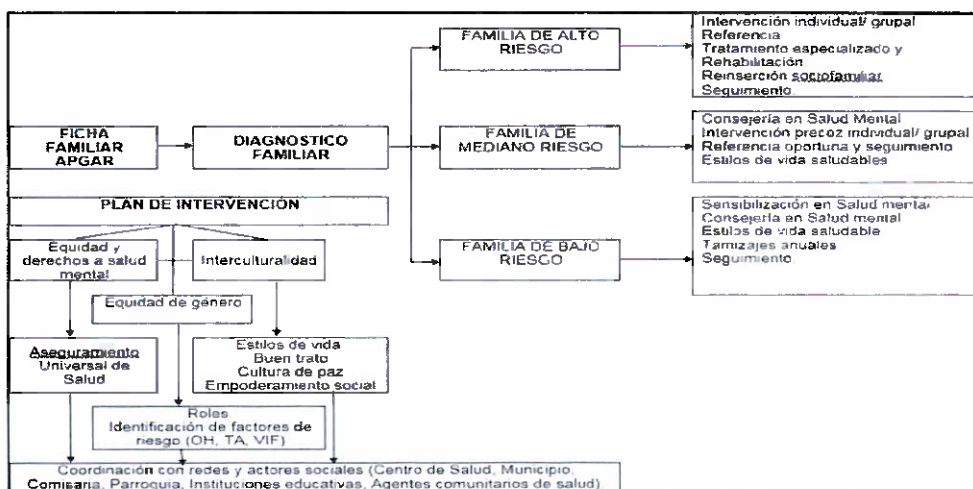 FAMILIA DE ALTO
RIESGO
Intervención individual/ grupal
Referencia
Tratamiento especializado y
Rehabilitación
Reinserción sociofamiliar
Seguimiento.
FICHA
FAMILIAR
APGAR
DIAGNOSTICO
FAMILIAR
FAMILIA DE
MEDIANO RIESGO
Consejería en Salud Mental
Intervención precoz individual/ grupal
Referencia oportuna y seguimiento
Estilos de vida saludables
PLAN DE INTERVENCIÓN
Equidad y
derechos a salud
mental
Interculturalidad
Equidad de género
FAMILIA DE BAJO
RIESGO
Sensibilización en Salud mental
Consejería en Salud mental
Estilos de vida saludable
Tamizajes anuales
Seguimiento
Aseguramiento
Universal de
Salud
Estilos de vida
Buen trato
Cultura de paz
Empoderamiento social
Roles
Identificación de factores de
riesgo (OH, TA, VIF)
Coordinación con redes y actores sociales (Centro de Salud, Municipio,
Comisaria, Parroquia, Instituciones educativas, Agentes comunitarios de salud).